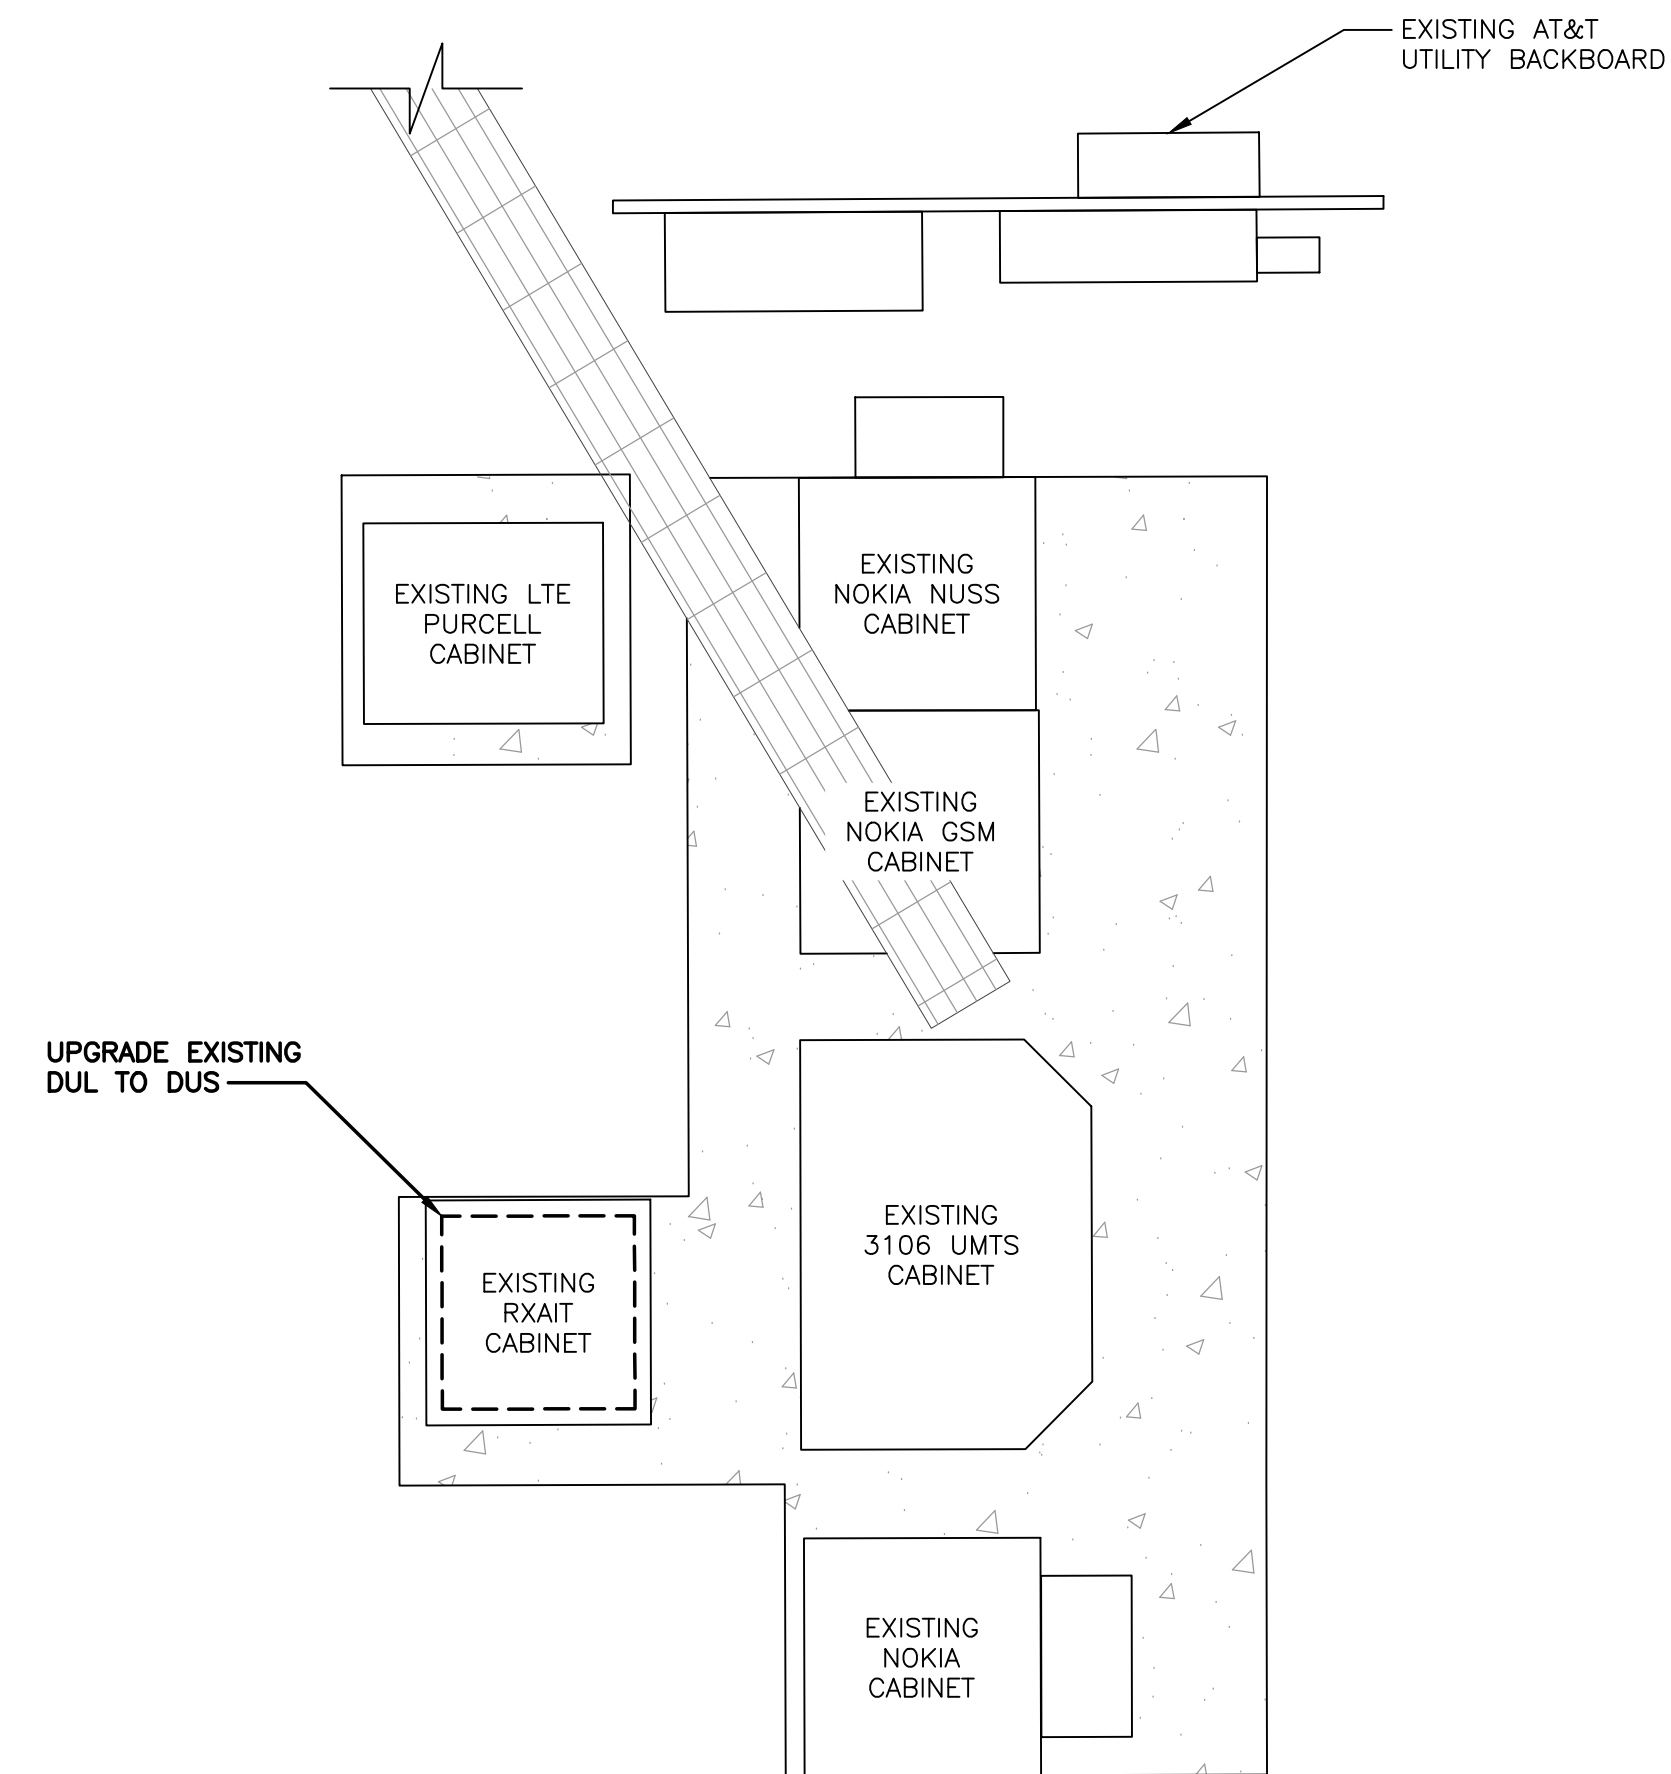 EXISTING AT&T
UTILITY BACKBOARD
EXISTING
NOKIA NUSS
CABINET
EXISTING LTE
PURCELL
CABINET
EXISTING
NOKIA GSM
CABINET
UPGRADE EXISTING
DUL TO DUS
EXISTING
3106 UMTS
CABINET
EXISTING
RXAIT
CABINET
EXISTING
NOKIA
CABINET